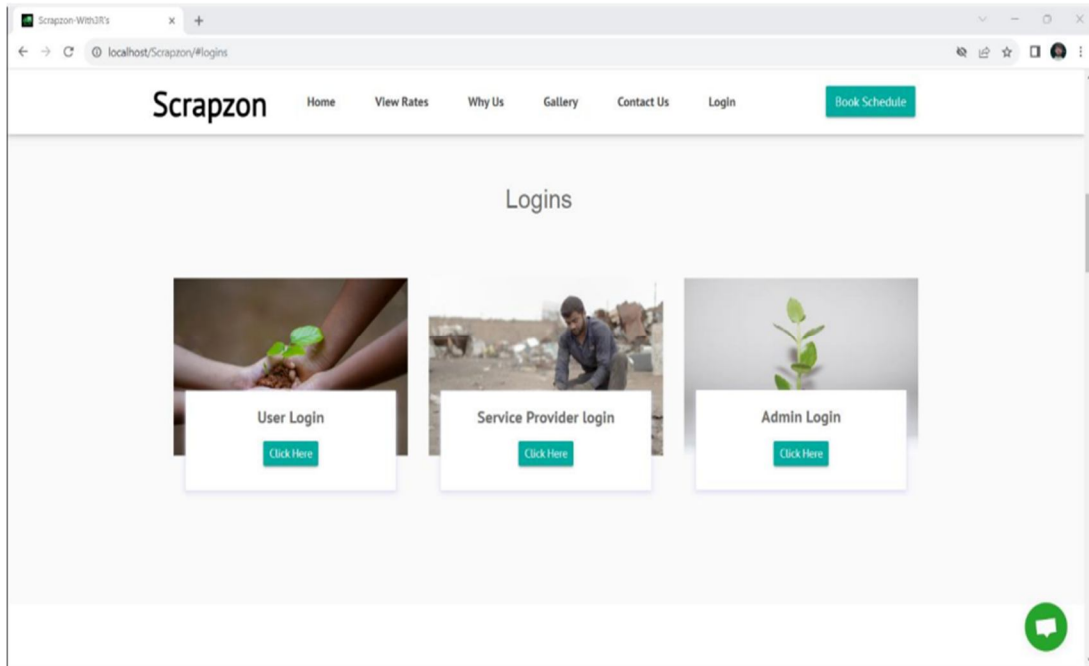 Scrapzon-With3R's
localhost/Scrapzon/#logins
Scrapzon Home View Rates Why Us Gallery Contact Us Login Book Schedule
Logins
User Login
Click Here
Service Provider login
Click Here
Admin Login
Click Here